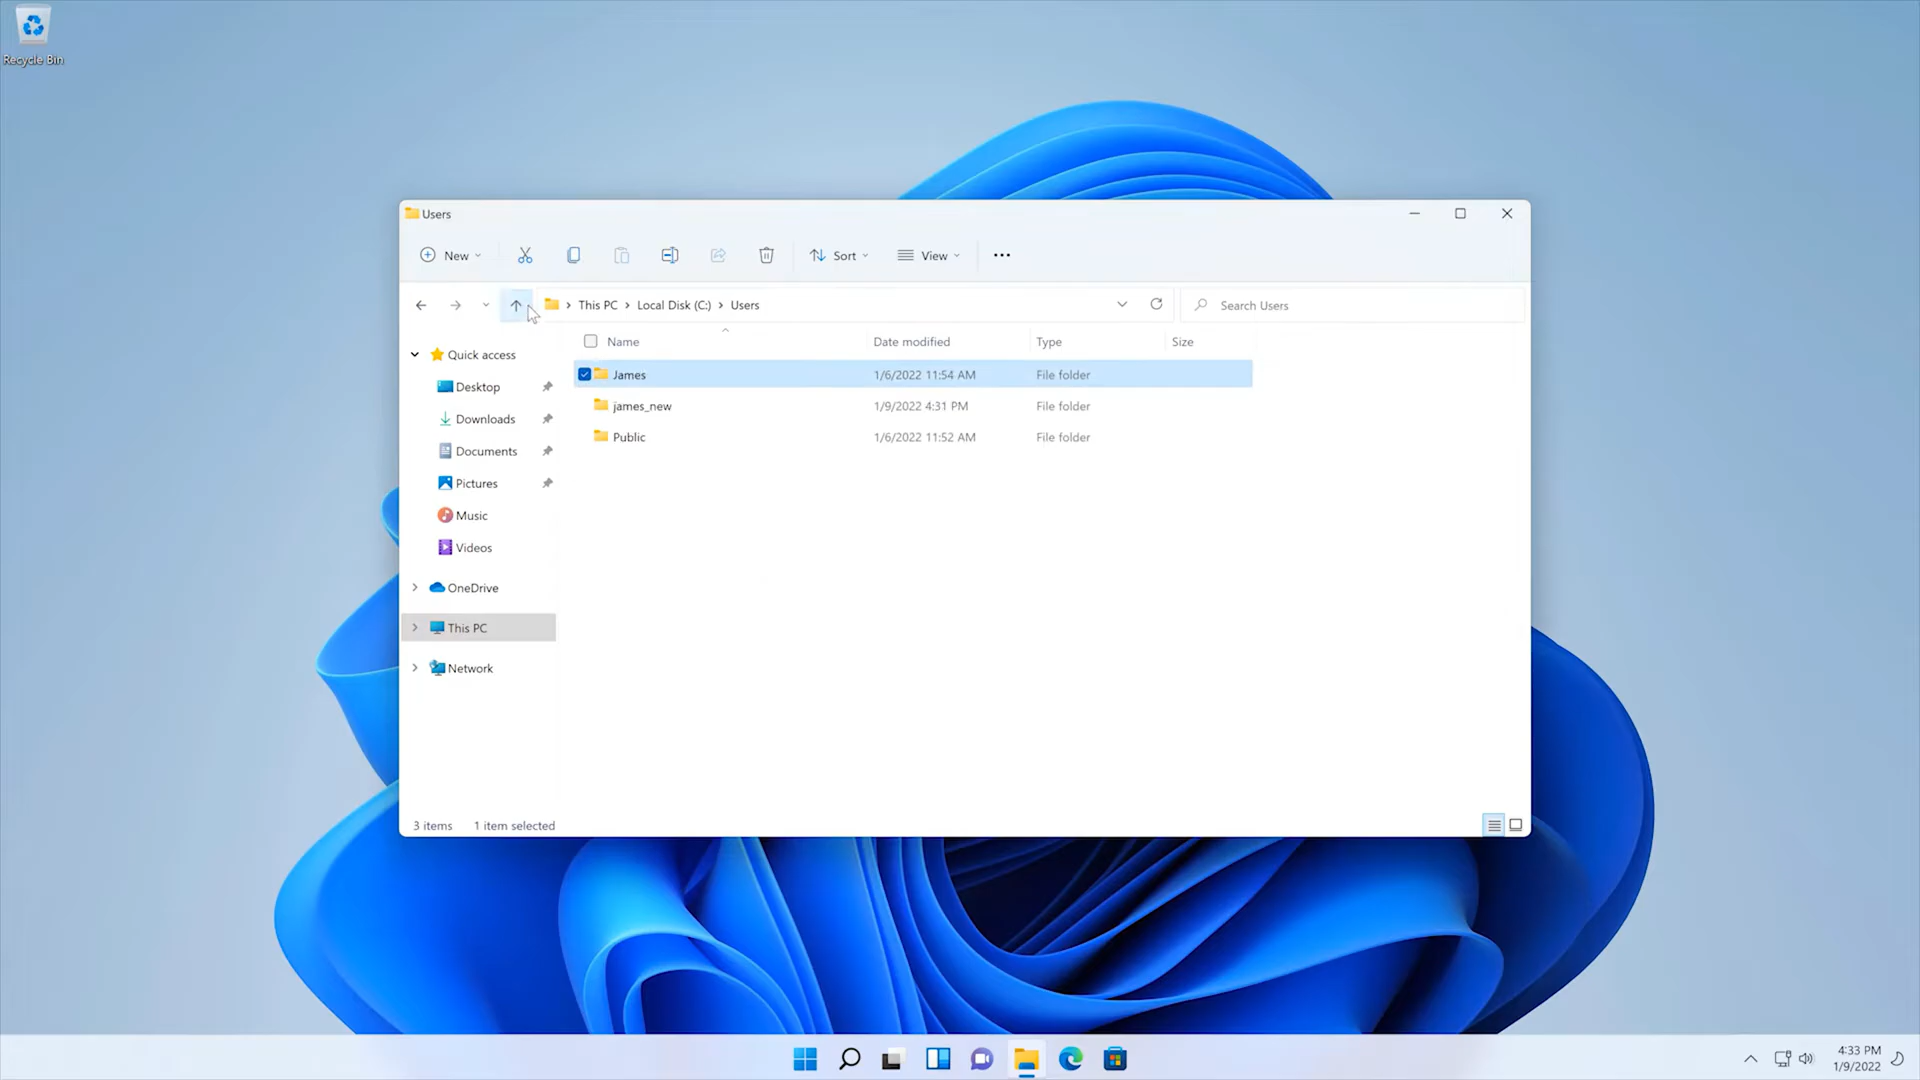 Recycle Bin
Users
New
Sort
View
This PC
Local Disk (C:)
Users
Search Users
Name
Date modified
Type
Size
Quick access
Desktop
Downloads
Documents
Pictures
Music
Videos
OneDrive
This PC
Network
James
1/6/2022 11:54 AM
File folder
james_new
1/9/2022 4:31 PM
File folder
Public
1/6/2022 11:52 AM
File folder
3 items
1 item selected
4:33 PM
1/9/2022